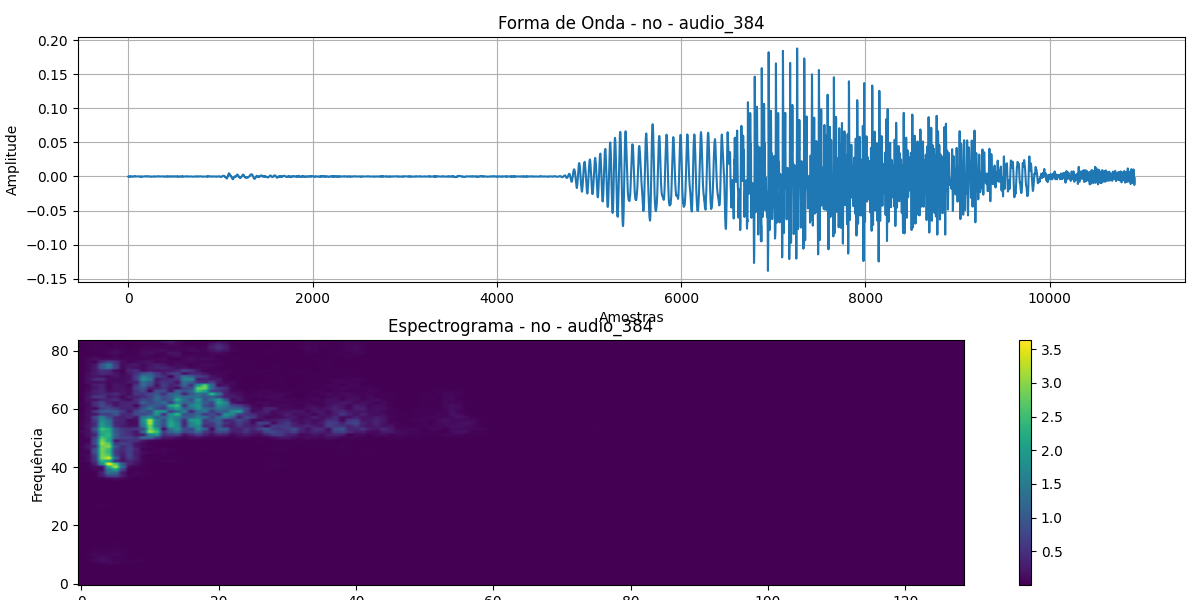 Forma de Onda - no - audio_384
Amplitude
0.20
0.15
0.10
0.05
0.00
−0.05
−0.10
−0.15
0 2000 4000 6000 8000 10000
Amostras
Espectrograma - no - audio_384
Frequência
80
60
40
20
0
0 20 40 60 80 100 120
3.5
3.0
2.5
2.0
1.5
1.0
0.5